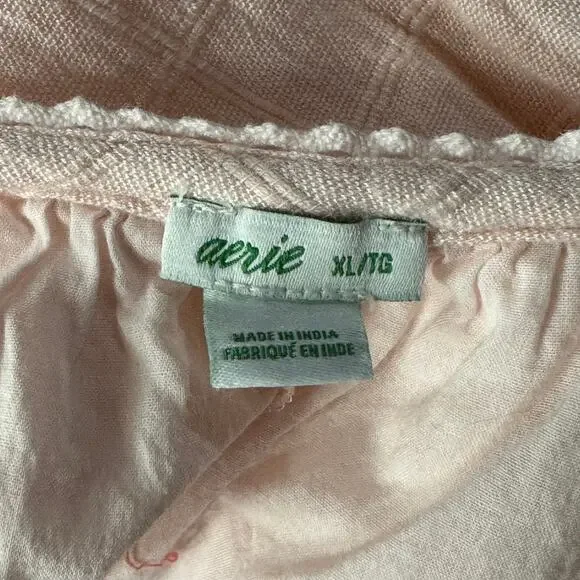 aerie XL/TG
MADE IN INDIA
FABRIQUÉ EN INDE